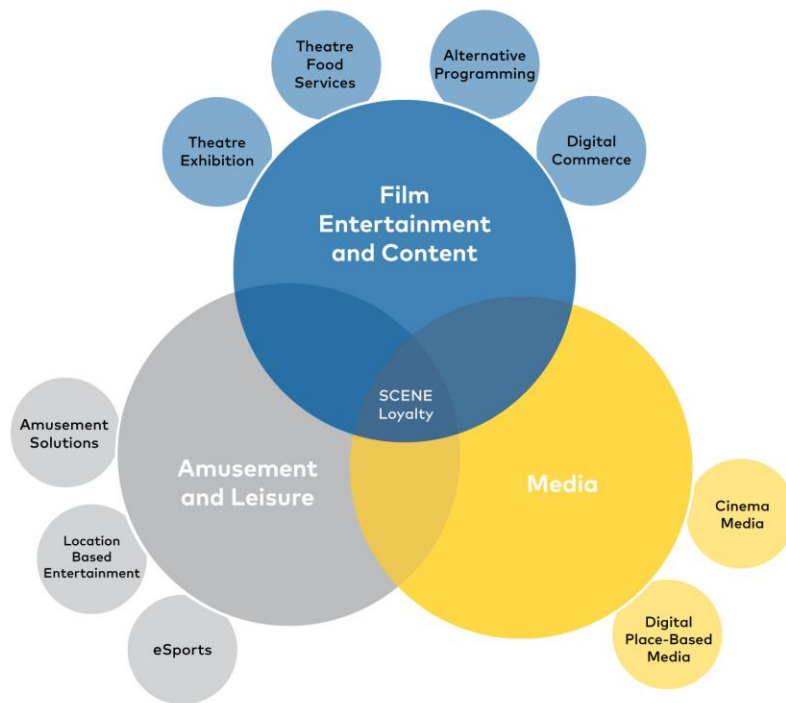 Theatre
Food
Services
Alternative
Programming
Theatre
Exhibition
Digital
Commerce
Film
Entertainment
and Content
SCENE
Loyalty
Amusement
Solutions
Amusement
and Leisure
Media
Cinema
Media
Location
Based
Entertainment
eSports
Digital
Place-Based
Media